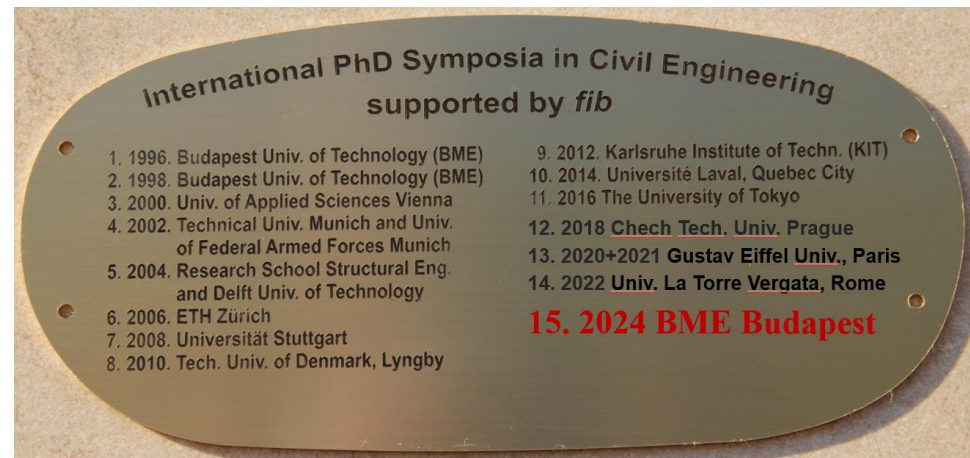 International PhD Symposia in Civil Engineering
supported by fib
1. 1996. Budapest Univ. of Technology (BME)
2. 1998. Budapest Univ. of Technology (BME)
3. 2000. Univ. of Applied Sciences Vienna
4. 2002. Technical Univ. Munich and Univ.
of Federal Armed Forces Munich
5. 2004. Research School Structural Eng.
and Delft Univ. of Technology
6. 2006. ETH Zürich
7. 2008. Universität Stuttgart
8. 2010. Tech. Univ. of Denmark, Lyngby
9. 2012. Karlsruhe Institute of Techn. (KIT)
10. 2014. Université Laval, Quebec City
11. 2016 The University of Tokyo
12. 2018 Chech Tech. Univ. Prague
13. 2020+2021 Gustav Eiffel Univ., Paris
14. 2022 Univ. La Torre Vergata, Rome
15. 2024 BME Budapest